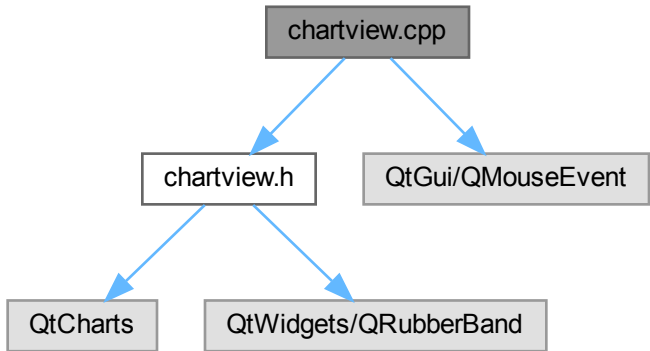 chartview.cpp
chartview.h
QtGui/QMouseEvent
QtCharts
QtWidgets/QRubberBand